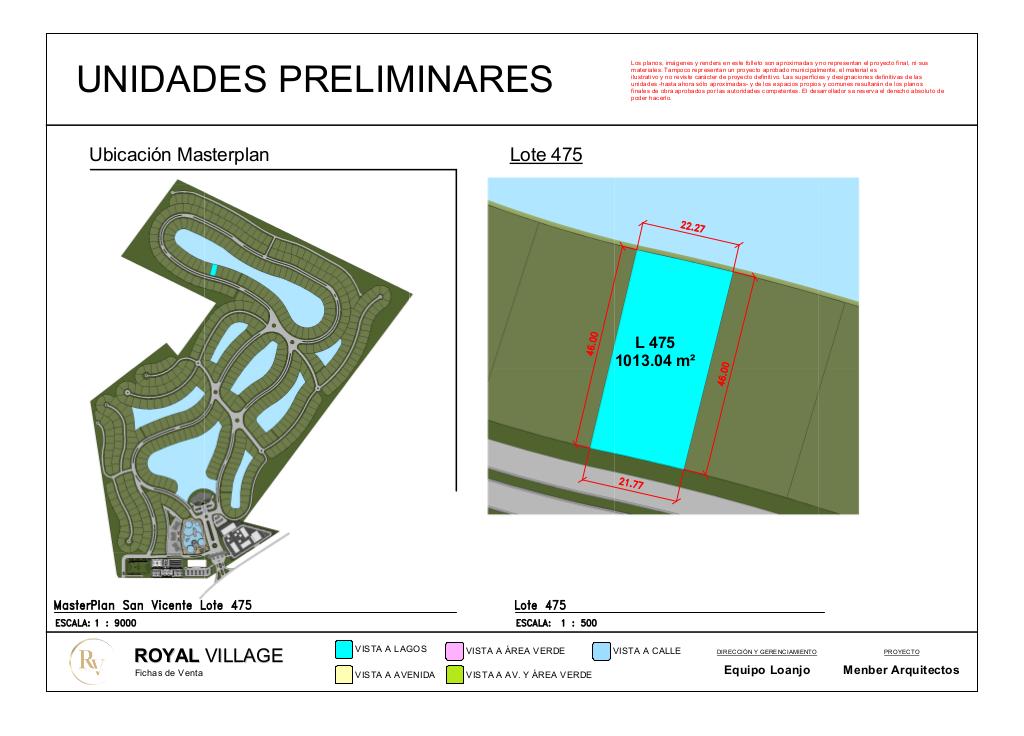 UNIDADES PRELIMINARES
Los planos, imágenes y renders en este folleto son aproximadas y no representan el proyecto final, ni sus
materiales. Tampoco representan un proyecto aprobado municipalmente, el material es
ilustrativo y no reviste carácter de proyecto definitivo. Las superficies y designaciones definitivas de las
unidades -hasta ahora sólo aproximadas- y de los espacios propios y comunes resultarán de los planos
finales de obra aprobados por las autoridades competentes. El desarrollador se reserva el derecho absoluto de
poder hacerlo.
Ubicación Masterplan
Lote 475
22.27
46.00
L 475
1013.04 m²
46.00
21.77
MasterPlan San Vicente Lote 475
ESCALA: 1 : 9000
Lote 475
ESCALA: 1 : 500
RV
ROYAL VILLAGE
Fichas de Venta
VISTA A LAGOS
VISTA A ÁREA VERDE
VISTA A CALLE
VISTA A AVENIDA
VISTA A AV. Y ÁREA VERDE
DIRECCIÓN Y GERENCIAMIENTO
Equipo Loanjo
PROYECTO
Menber Arquitectos